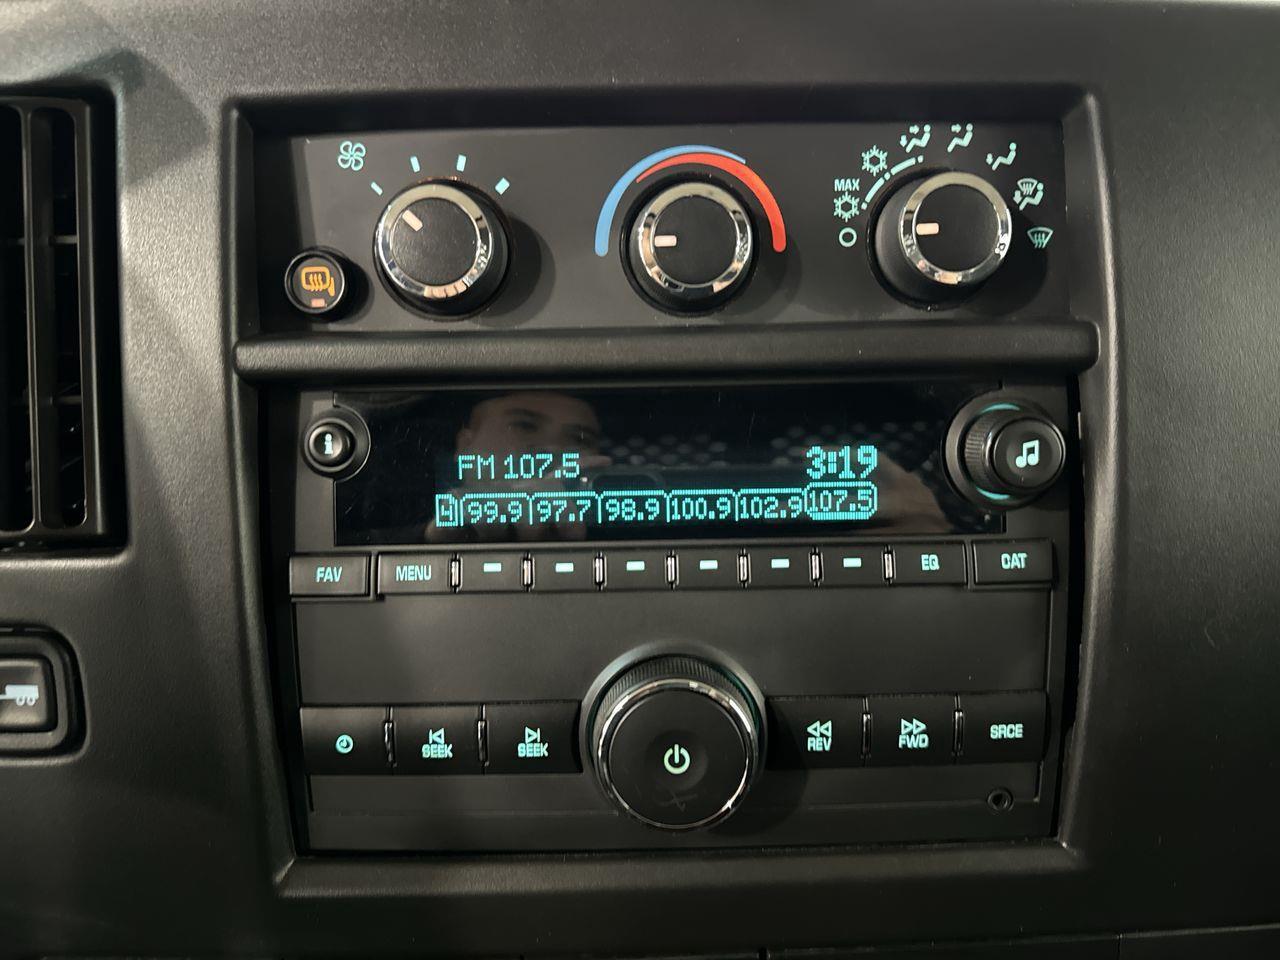 MAX
FM 107.5
3:19
4 99.9 97.7 98.9 100.9 102.9 107.5
FAV
MENU
EQ
CAT
SEEK
SEEK
REV
FWD
SRCE